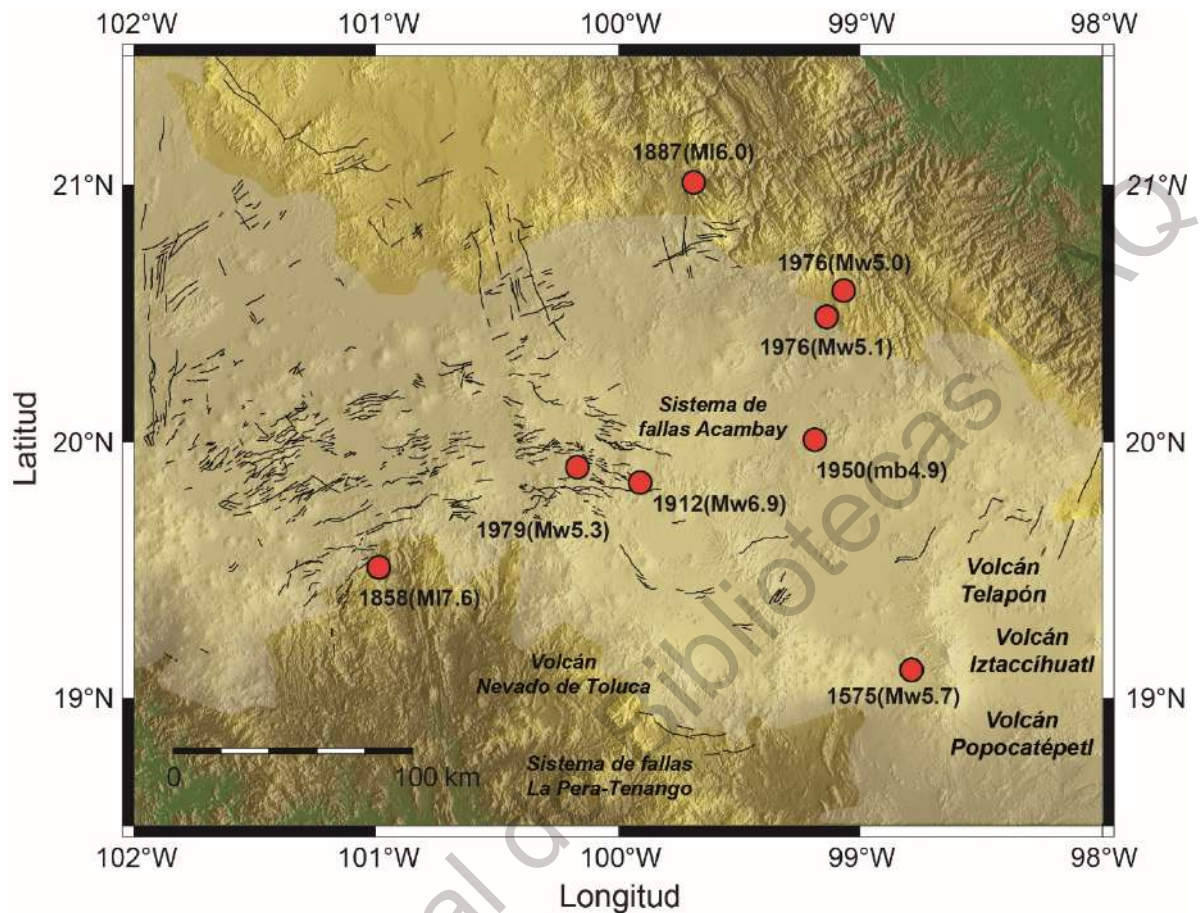 102°W 101°W 100°W 99°W 98°W
1887(Ml6.0)
21°N 21°N
1976(Mw5.0)
1976(Mw5.1)
Sistema de
fallas Acambay
20°N 20°N
1950(mb4.9)
1912(Mw6.9)
1979(Mw5.3)
Latitud
Volcán
Telapón
1858(Ml7.6)
Volcán
Iztaccíhuatl
Volcán
Nevado de Toluca
1575(Mw5.7)
19°N 19°N
Volcán
Popocatépetl
Sistema de fallas
La Pera-Tenango
0 100 km
102°W 101°W 100°W 99°W 98°W
Longitud
bibliotecas